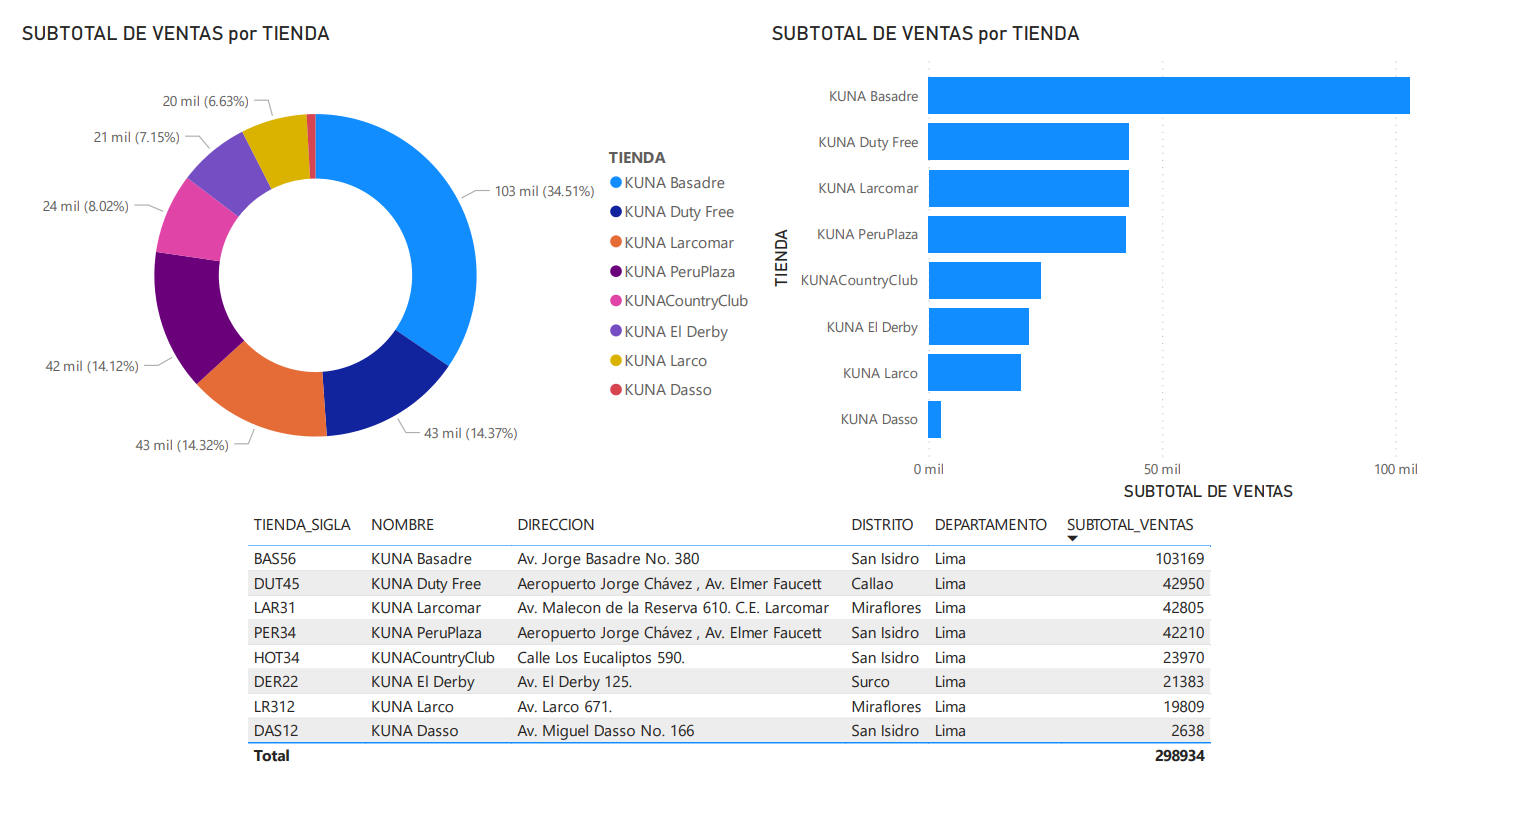 SUBTOTAL DE VENTAS por TIENDA
20 mil (6.63%)
21 mil (7.15%)
24 mil (8.02%)
103 mil (34.51%)
42 mil (14.12%)
43 mil (14.32%)
43 mil (14.37%)
TIENDA
KUNA Basadre
KUNA Duty Free
KUNA Larcomar
KUNA PeruPlaza
KUNACountryClub
KUNA El Derby
KUNA Larco
KUNA Dasso
SUBTOTAL DE VENTAS por TIENDA
TIENDA
KUNA Basadre
KUNA Duty Free
KUNA Larcomar
KUNA PeruPlaza
KUNACountryClub
KUNA El Derby
KUNA Larco
KUNA Dasso
0 mil 50 mil 100 mil
SUBTOTAL DE VENTAS
TIENDA_SIGLA NOMBRE DIRECCION DISTRITO DEPARTAMENTO SUBTOTAL_VENTAS
BAS56 KUNA Basadre Av. Jorge Basadre No. 380 San Isidro Lima 103169
DUT45 KUNA Duty Free Aeropuerto Jorge Chávez , Av. Elmer Faucett Callao Lima 42950
LAR31 KUNA Larcomar Av. Malecon de la Reserva 610. C.E. Larcomar Miraflores Lima 42805
PER34 KUNA PeruPlaza Aeropuerto Jorge Chávez , Av. Elmer Faucett San Isidro Lima 42210
HOT34 KUNACountryClub Calle Los Eucaliptos 590. San Isidro Lima 23970
DER22 KUNA El Derby Av. El Derby 125. Surco Lima 21383
LR312 KUNA Larco Av. Larco 671. Miraflores Lima 19809
DAS12 KUNA Dasso Av. Miguel Dasso No. 166 San Isidro Lima 2638
Total 298934